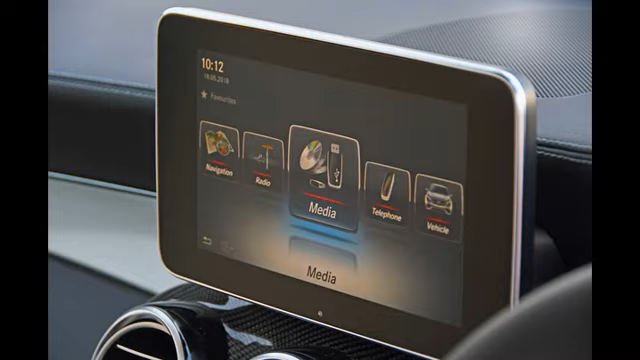 10:12
18.05.2018
Favourites
Navigation
Radio
Media
Telephone
Vehicle
Media